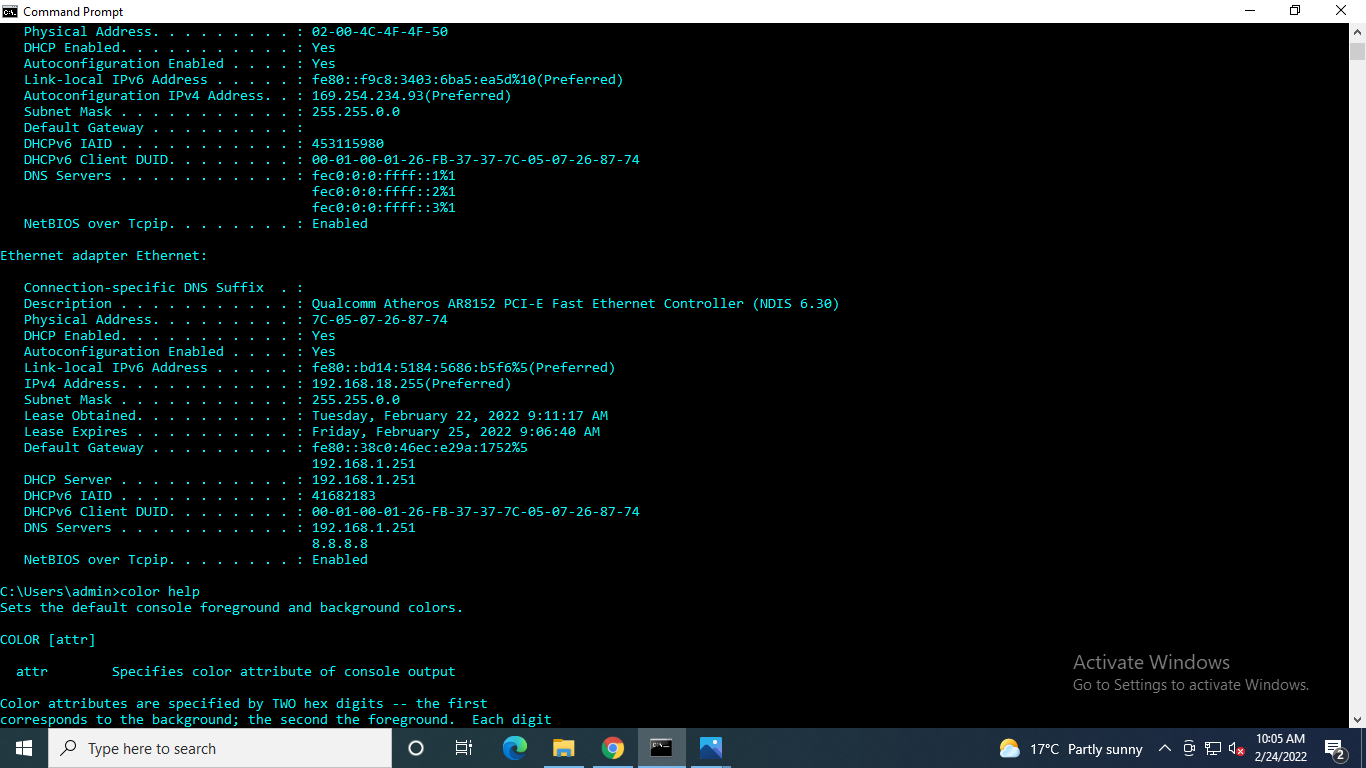 Command Prompt
Physical Address. . . . . . . . . : 02-00-4C-4F-4F-50
DHCP Enabled. . . . . . . . . . . : Yes
Autoconfiguration Enabled . . . . : Yes
Link-local IPv6 Address . . . . . : fe80::f9c8:3403:6ba5:ea5d%10(Preferred)
Autoconfiguration IPv4 Address. . : 169.254.234.93(Preferred)
Subnet Mask . . . . . . . . . . . : 255.255.0.0
Default Gateway . . . . . . . . . :
DHCPv6 IAID . . . . . . . . . . . : 453115980
DHCPv6 Client DUID. . . . . . . . : 00-01-00-01-26-FB-37-37-7C-05-07-26-87-74
DNS Servers . . . . . . . . . . . : fec0:0:0:ffff::1%1
fec0:0:0:ffff::2%1
fec0:0:0:ffff::3%1
NetBIOS over Tcpip. . . . . . . . : Enabled
Ethernet adapter Ethernet:
Connection-specific DNS Suffix  . :
Description . . . . . . . . . . . : Qualcomm Atheros AR8152 PCI-E Fast Ethernet Controller (NDIS 6.30)
Physical Address. . . . . . . . . : 7C-05-07-26-87-74
DHCP Enabled. . . . . . . . . . . : Yes
Autoconfiguration Enabled . . . . : Yes
Link-local IPv6 Address . . . . . : fe80::bd14:5184:5686:b5f6%5(Preferred)
IPv4 Address. . . . . . . . . . . : 192.168.18.255(Preferred)
Subnet Mask . . . . . . . . . . . : 255.255.0.0
Lease Obtained. . . . . . . . . . : Tuesday, February 22, 2022 9:11:17 AM
Lease Expires . . . . . . . . . . : Friday, February 25, 2022 9:06:40 AM
Default Gateway . . . . . . . . . : fe80::38c0:46ec:e29a:1752%5
192.168.1.251
DHCP Server . . . . . . . . . . . : 192.168.1.251
DHCPv6 IAID . . . . . . . . . . . : 41682183
DHCPv6 Client DUID. . . . . . . . : 00-01-00-01-26-FB-37-37-7C-05-07-26-87-74
DNS Servers . . . . . . . . . . . : 192.168.1.251
8.8.8.8
NetBIOS over Tcpip. . . . . . . . : Enabled
C:\Users\admin>color help
Sets the default console foreground and background colors.
COLOR [attr]
attr        Specifies color attribute of console output
Color attributes are specified by TWO hex digits -- the first
corresponds to the background; the second the foreground.  Each digit
Activate Windows
Go to Settings to activate Windows.
Type here to search
17°C Partly sunny
10:05 AM
2/24/2022
2